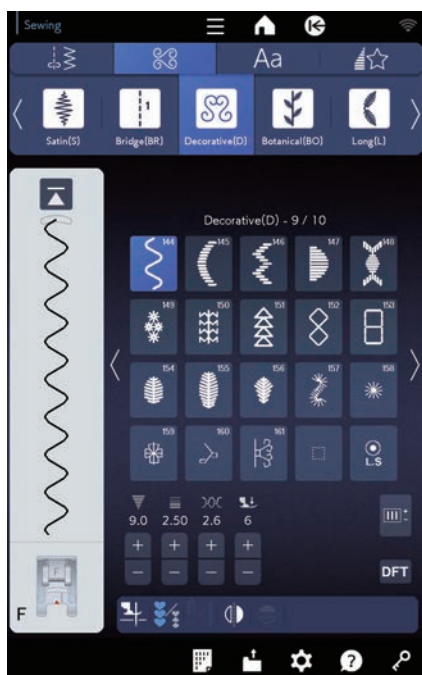 Sewing
Aa
1
Satin(S) Bridge(BR) Decorative(D) Botanical(BO) Long(L)
Decorative(D) - 9 / 10
144 145 146 147 148
149 150 151 152 153
154 155 156 157 158
159 160 161
L.S
9.0 2.50 2.6 6
+ + + +
− − − −
DFT
F
F
?